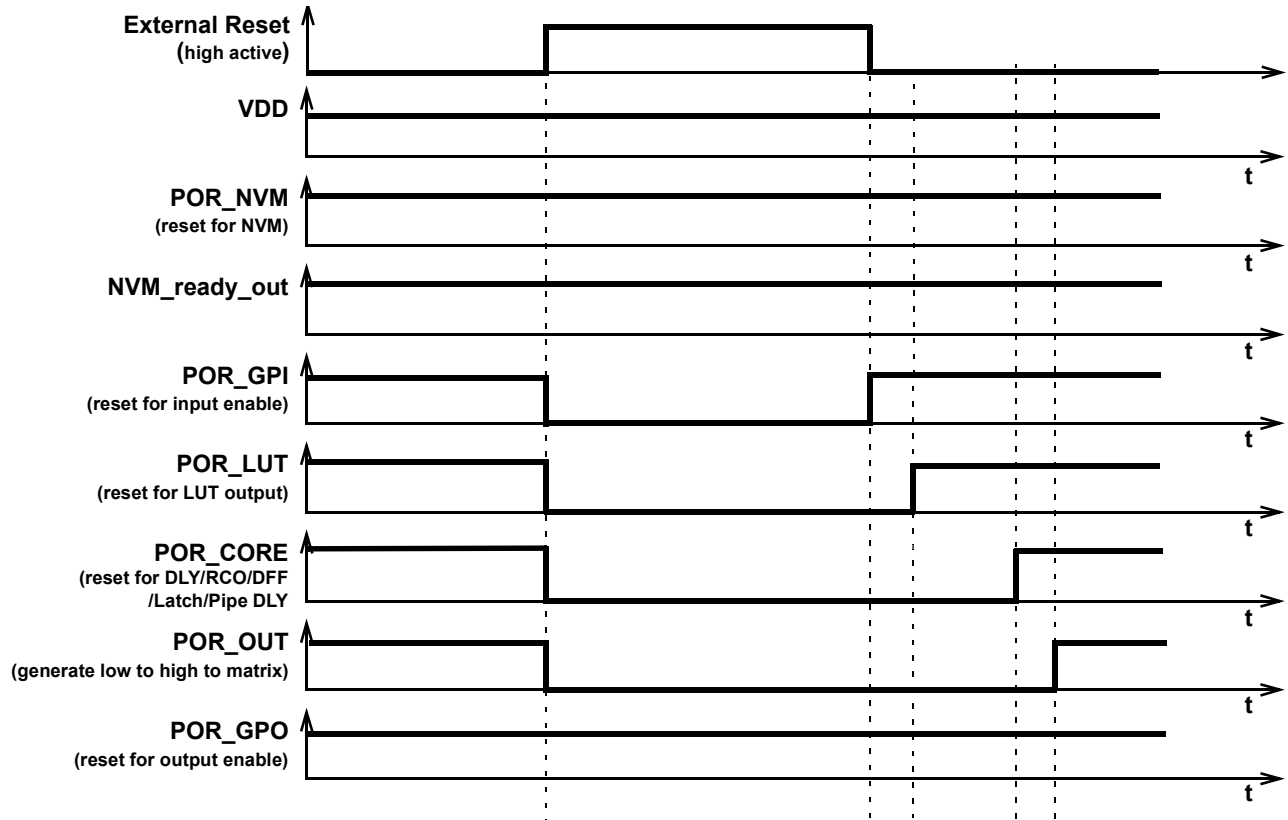 External Reset
(high active)
VDD
t
POR_NVM
(reset for NVM)
t
NVM_ready_out
t
POR_GPI
(reset for input enable)
t
POR_LUT
(reset for LUT output)
t
POR_CORE
(reset for DLY/RCO/DFF
/Latch/Pipe DLY
t
POR_OUT
(generate low to high to matrix)
t
POR_GPO
(reset for output enable)
t